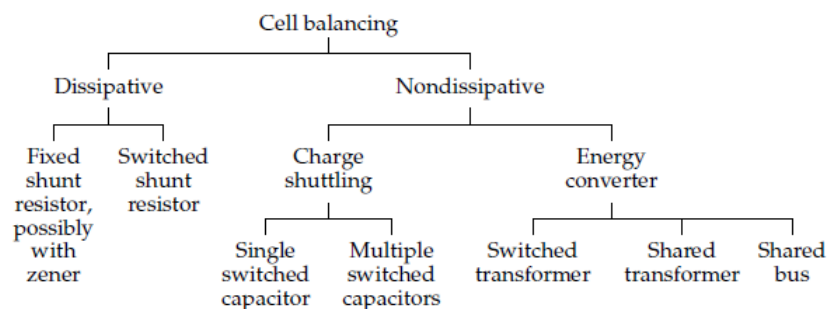 Cell balancing
Dissipative
Nondissipative
Fixed
shunt
resistor,
possibly
with
zener
Switched
shunt
resistor
Charge
shuttling
Energy
converter
Single
switched
capacitor
Multiple
switched
capacitors
Switched
transformer
Shared
transformer
Shared
bus